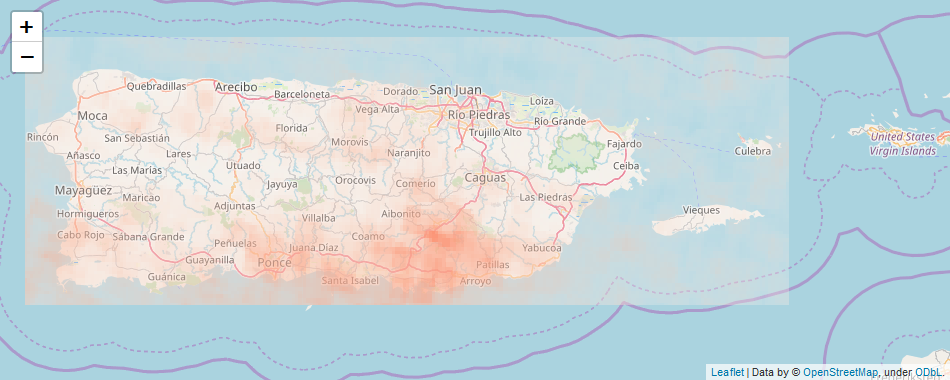 +
−
Quebradillas
Arecibo
Barceloneta
Dorado
San Juan
Loiza
Moca
Vega Alta
Río Piedras
Río Grande
Rincón
San Sebastián
Florida
Morovis
Trujillo Alto
Fajardo
United States
Virgin Islands
Culebra
Añasco
Lares
Naranjito
Ceiba
Las Marías
Utuado
Mayagüez
Jayuya
Orocovis
Comerío
Caguas
Maricao
Adjuntas
Las Piedras
Hormigueros
Villalba
Aibonito
Vieques
Cabo Rojo
Sábana Grande
Peñuelas
Juana Díaz
Coamo
Yabucoa
Guayanilla
Ponce
Patillas
Guánica
Santa Isabel
Arroyo
Leaflet | Data by © OpenStreetMap, under ODbL.